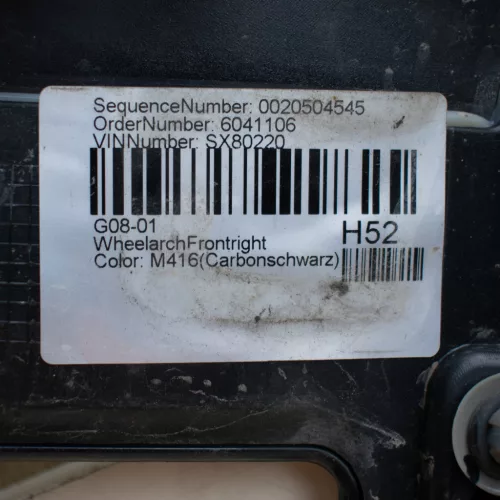 SequenceNumber: 0020504545
OrderNumber: 6041106
VINNumber: SX80220
G08-01
WheelarchFrontright
Color: M416(Carbonschwarz)
H52